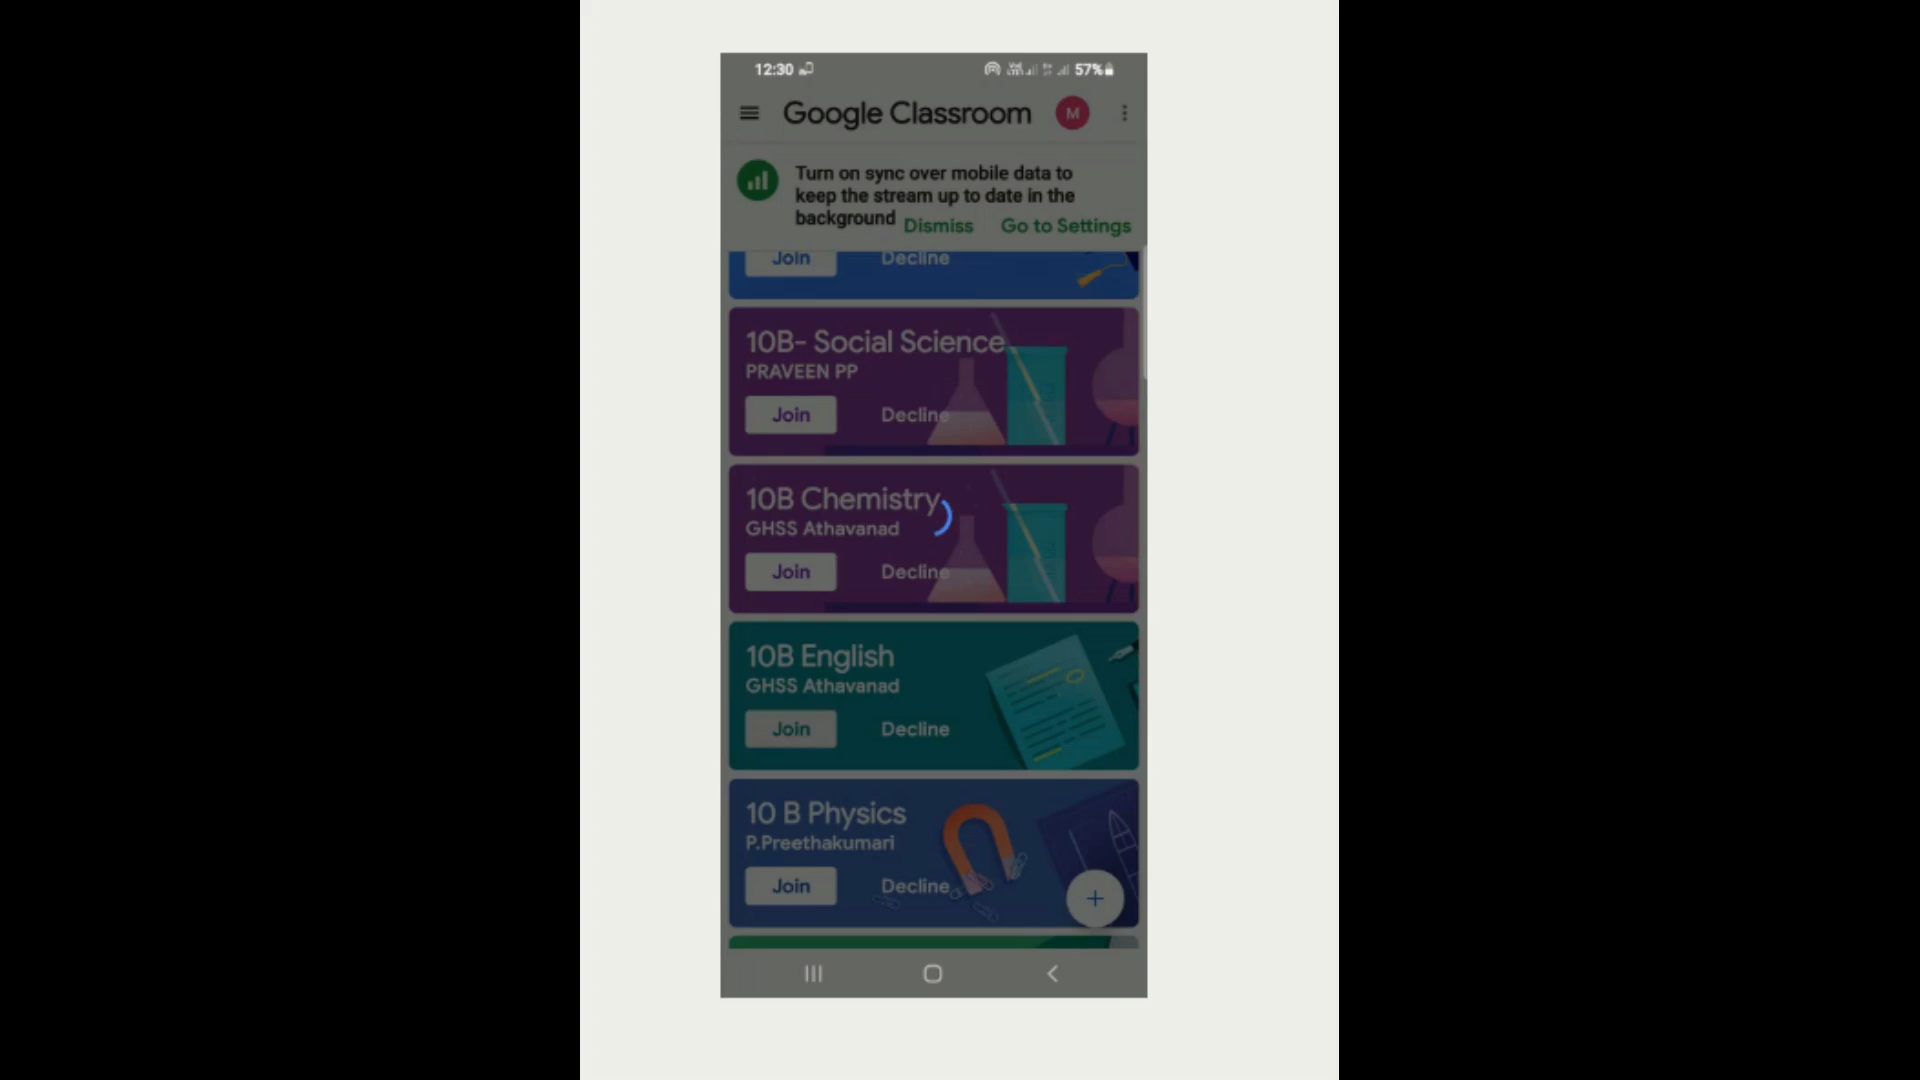 12:30 57%
Google Classroom M
Turn on sync over mobile data to
keep the stream up to date in the
background
Dismiss Go to Settings
Join Decline
10B- Social Science
PRAVEEN PP
Join Decline
10B Chemistry
GHSS Athavanad
Join Decline
10B English
GHSS Athavanad
Join Decline
10 B Physics
P.Preethakumari
Join Decline